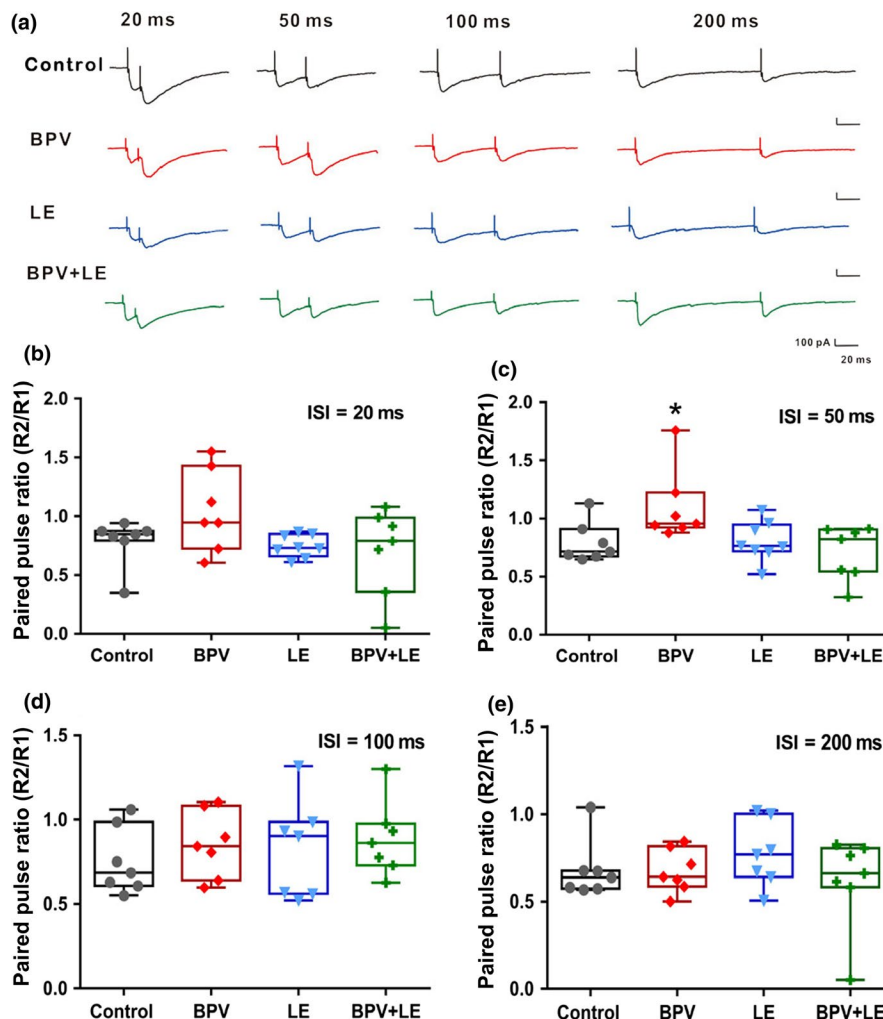 (a)
20 ms 50 ms 100 ms 200 ms
Control
BPV
LE
BPV+LE
100 pA
20 ms
(b)
Paired pulse ratio (R2/R1)
ISI = 20 ms
2.0
1.5
1.0
0.5
0.0
Control BPV LE BPV+LE
(c)
Paired pulse ratio (R2/R1)
ISI = 50 ms
*
2.0
1.5
1.0
0.5
0.0
Control BPV LE BPV+LE
(d)
Paired pulse ratio (R2/R1)
ISI = 100 ms
1.5
1.0
0.5
0.0
Control BPV LE BPV+LE
(e)
Paired pulse ratio (R2/R1)
ISI = 200 ms
1.5
1.0
0.5
0.0
Control BPV LE BPV+LE